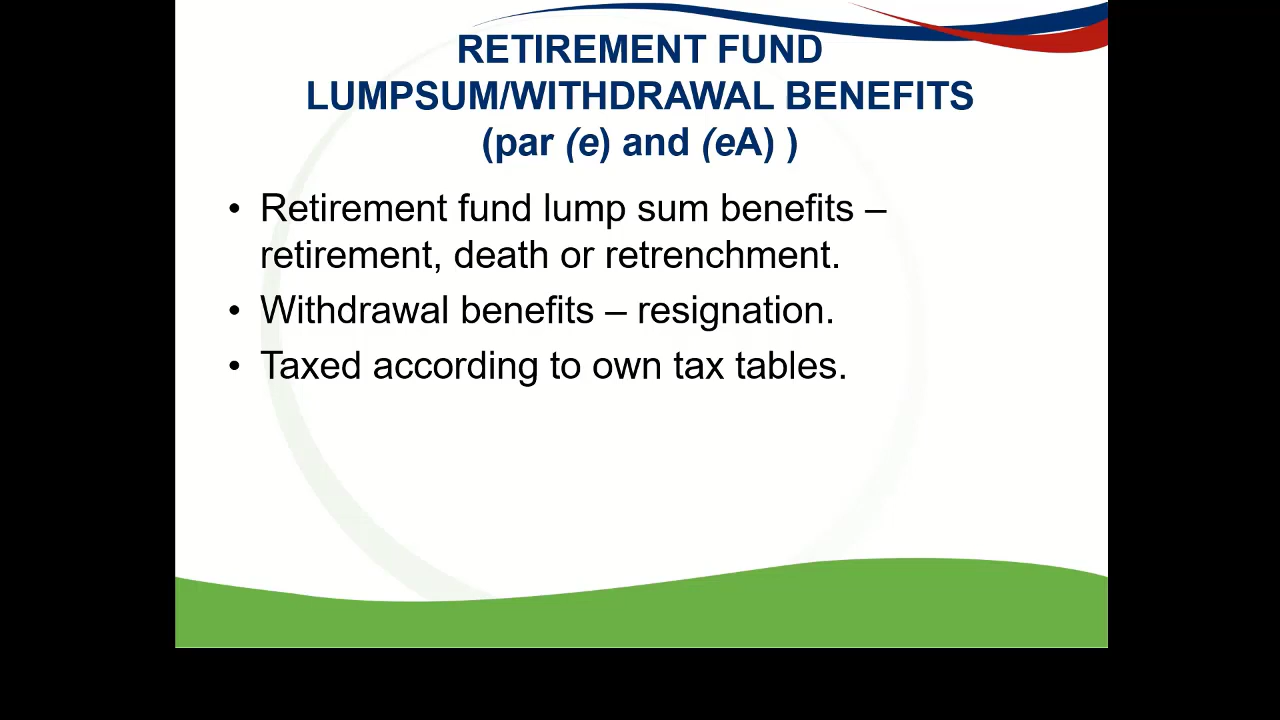 RETIREMENT FUND
LUMPSUM/WITHDRAWAL BENEFITS
(par (e) and (eA) )
• Retirement fund lump sum benefits –
retirement, death or retrenchment.
• Withdrawal benefits – resignation.
• Taxed according to own tax tables.